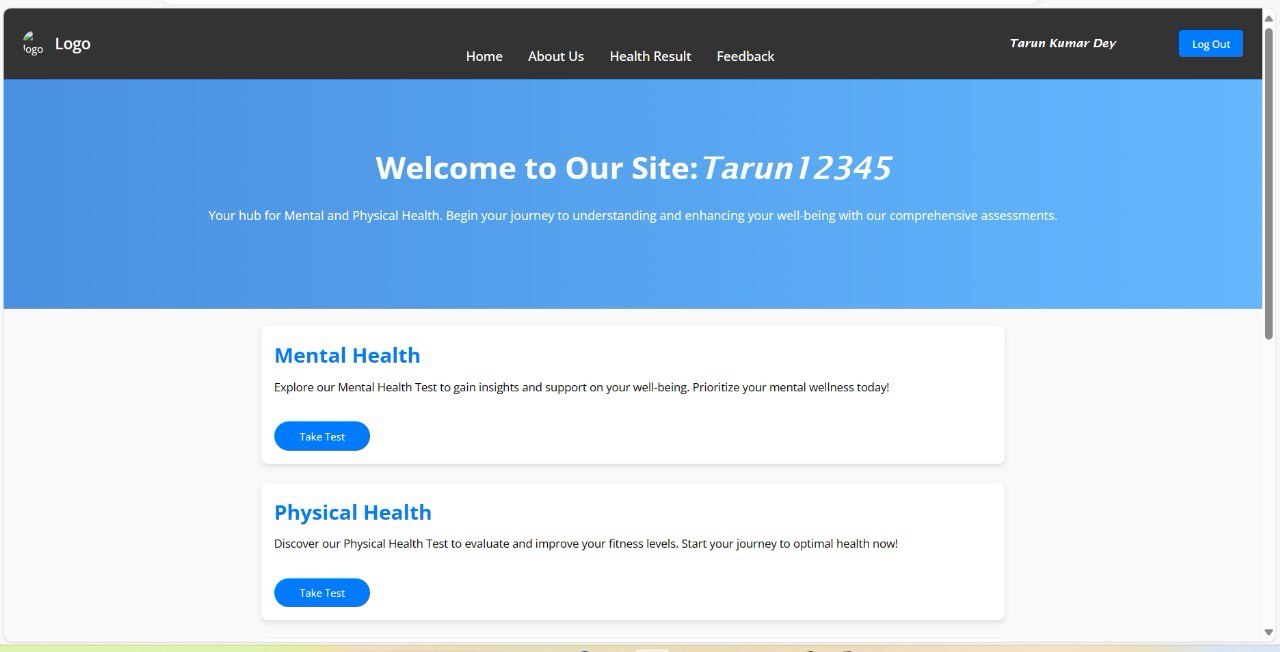 logo Logo
Home About Us Health Result Feedback
Tarun Kumar Dey
Log Out
Welcome to Our Site:Tarun12345
Your hub for Mental and Physical Health. Begin your journey to understanding and enhancing your well-being with our comprehensive assessments.
Mental Health
Explore our Mental Health Test to gain insights and support on your well-being. Prioritize your mental wellness today!
Take Test
Physical Health
Discover our Physical Health Test to evaluate and improve your fitness levels. Start your journey to optimal health now!
Take Test